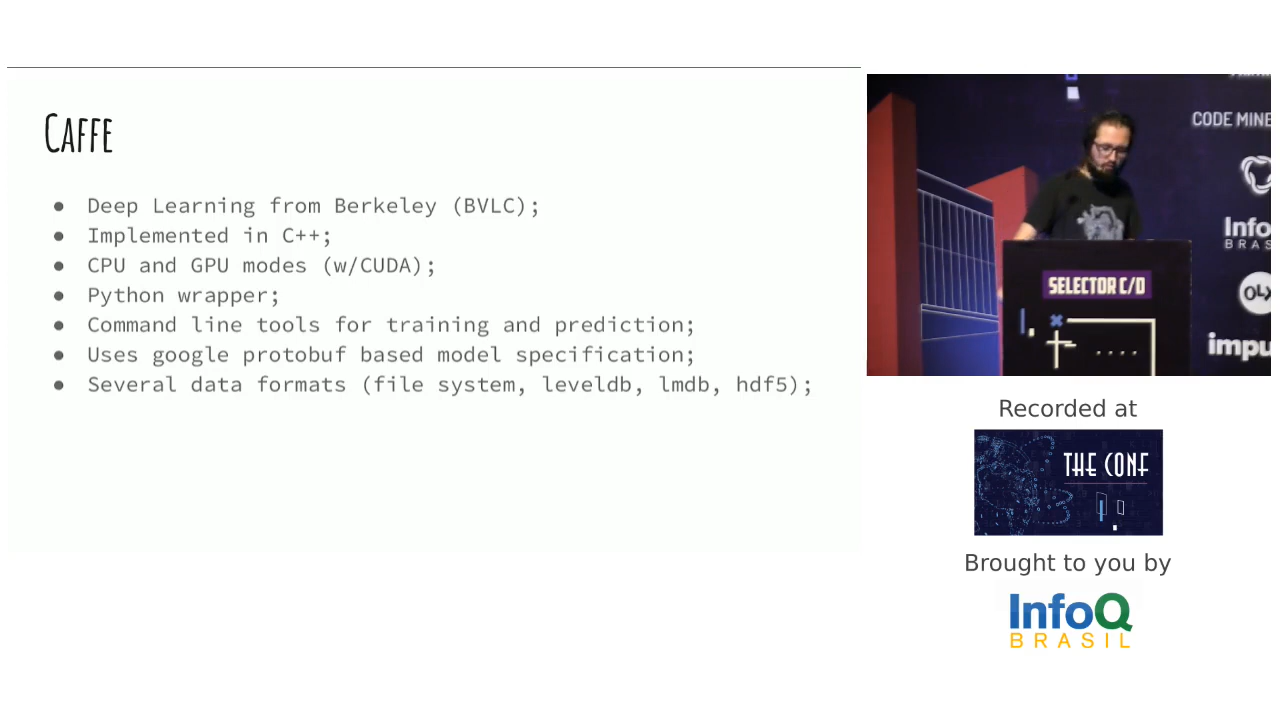 Caffe
● Deep Learning from Berkeley (BVLC);
● Implemented in C++;
● CPU and GPU modes (w/CUDA);
● Python wrapper;
● Command line tools for training and prediction;
● Uses google protobuf based model specification;
● Several data formats (file system, leveldb, lmdb, hdf5);
CODE MINE
Info
BRAS
OLX
impu
SELECTOR C/D
Recorded at
THE CONF
Brought to you by
InfoQ
BRASIL